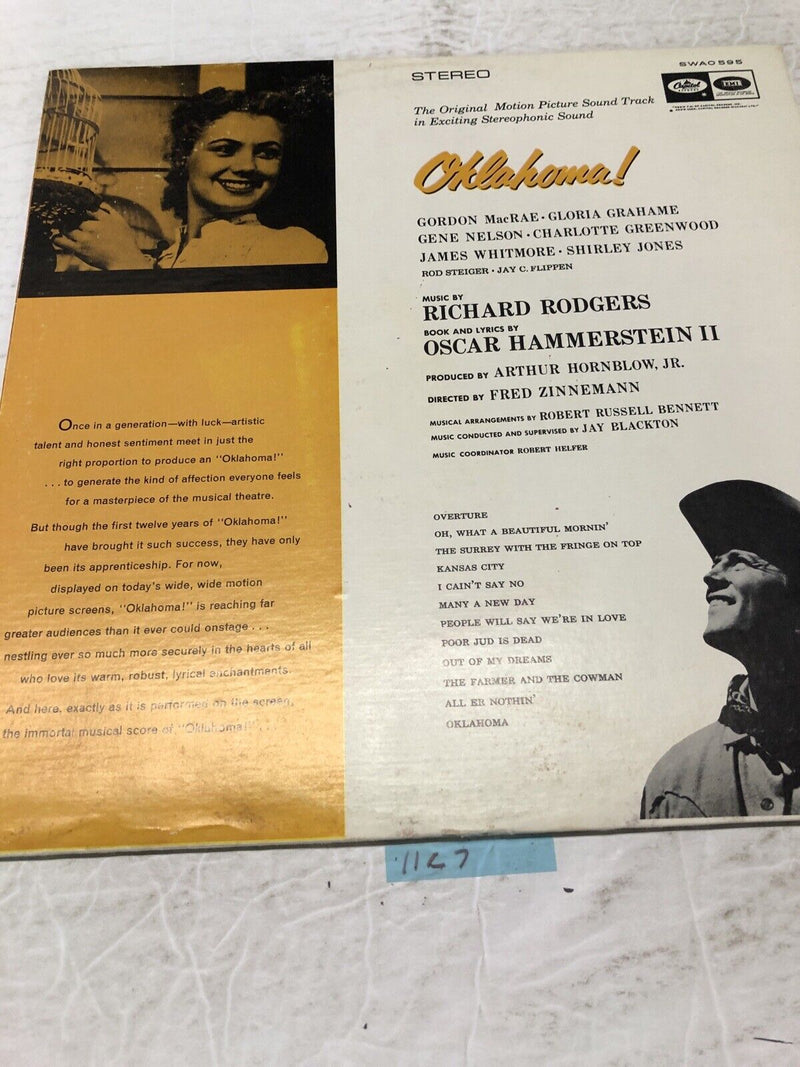 STEREO
SWAO 595
Capitol
EMI
The Original Motion Picture Sound Track
in Exciting Stereophonic Sound
Oklahoma!
GORDON MacRAE · GLORIA GRAHAME
GENE NELSON · CHARLOTTE GREENWOOD
JAMES WHITMORE · SHIRLEY JONES
ROD STEIGER · JAY C. FLIPPEN
MUSIC BY
RICHARD RODGERS
BOOK AND LYRICS BY
OSCAR HAMMERSTEIN II
PRODUCED BY ARTHUR HORNBLOW, JR.
DIRECTED BY FRED ZINNEMANN
MUSICAL ARRANGEMENTS BY ROBERT RUSSELL BENNETT
MUSIC CONDUCTED AND SUPERVISED BY JAY BLACKTON
MUSIC COORDINATOR ROBERT HELFER
OVERTURE
OH, WHAT A BEAUTIFUL MORNIN'
THE SURREY WITH THE FRINGE ON TOP
KANSAS CITY
I CAIN'T SAY NO
MANY A NEW DAY
PEOPLE WILL SAY WE'RE IN LOVE
POOR JUD IS DEAD
OUT OF MY DREAMS
THE FARMER AND THE COWMAN
ALL ER NOTHIN'
OKLAHOMA
Once in a generation—with luck—artistic
talent and honest sentiment meet in just the
right proportion to produce an "Oklahoma!"
. . . to generate the kind of affection everyone feels
for a masterpiece of the musical theatre.
But though the first twelve years of "Oklahoma!"
have brought it such success, they have only
been its apprenticeship. For now,
displayed on today's wide, wide motion
picture screens, "Oklahoma!" is reaching far
greater audiences than it ever could onstage . . .
nestling ever so much more securely in the hearts of all
who love its warm, robust, lyrical enchantments.
And here, exactly as it is performed on the screen,
the immortal musical score of "Oklahoma!" . . .
1127